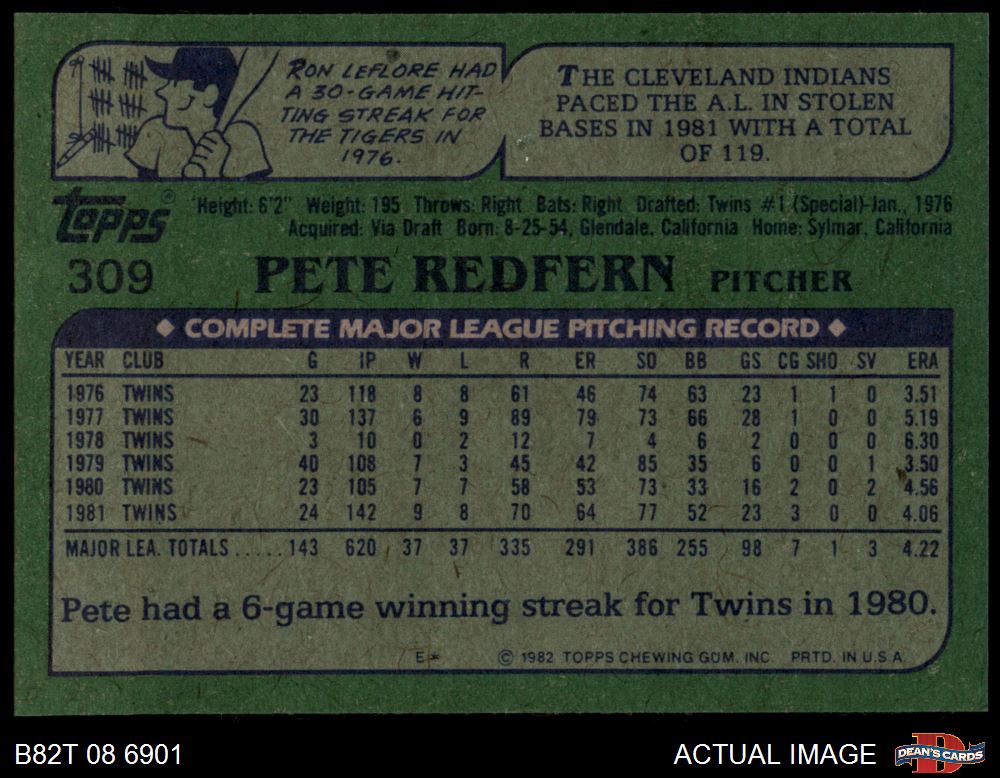 RON LEFLORE HAD
A 30-GAME HIT-
TING STREAK FOR
THE TIGERS IN
1976.
THE CLEVELAND INDIANS
PACED THE A.L. IN STOLEN
BASES IN 1981 WITH A TOTAL
OF 119.
Topps®
Height: 6'2" Weight: 195 Throws: Right Bats: Right Drafted: Twins #1 (Special)-Jan., 1976
Acquired: Via Draft Born: 8-25-54, Glendale, California Home: Sylmar, California
309 PETE REDFERN PITCHER
◆ COMPLETE MAJOR LEAGUE PITCHING RECORD ◆
YEAR CLUB G IP W L R ER SO BB GS CG SHO SV ERA
1976 TWINS 23 118 8 8 61 46 74 63 23 1 1 0 3.51
1977 TWINS 30 137 6 9 89 79 73 66 28 1 0 0 5.19
1978 TWINS 3 10 0 2 12 7 4 6 2 0 0 0 6.30
1979 TWINS 40 108 7 3 45 42 85 35 6 0 0 1 3.50
1980 TWINS 23 105 7 7 58 53 73 33 16 2 0 2 4.56
1981 TWINS 24 142 9 8 70 64 77 52 23 3 0 0 4.06
MAJOR LEA. TOTALS ..... 143 620 37 37 335 291 386 255 98 7 1 3 4.22
Pete had a 6-game winning streak for Twins in 1980.
E* © 1982 TOPPS CHEWING GUM, INC PRTD. IN U.S.A.
B82T 08 6901 ACTUAL IMAGE DEAN'S CARDS